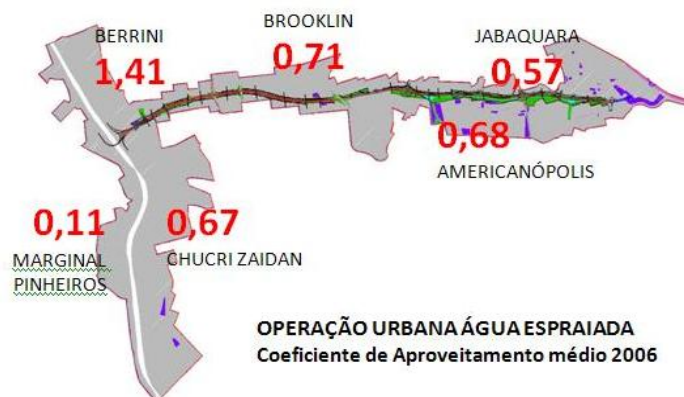 BERRINI
1,41
BROOKLIN
0,71
JABAQUARA
0,57
0,68
AMERICANÓPOLIS
0,11
MARGINAL
PINHEIROS
0,67
CHUCRI ZAIDAN
OPERAÇÃO URBANA ÁGUA ESPRAIADA
Coeficiente de Aproveitamento médio 2006